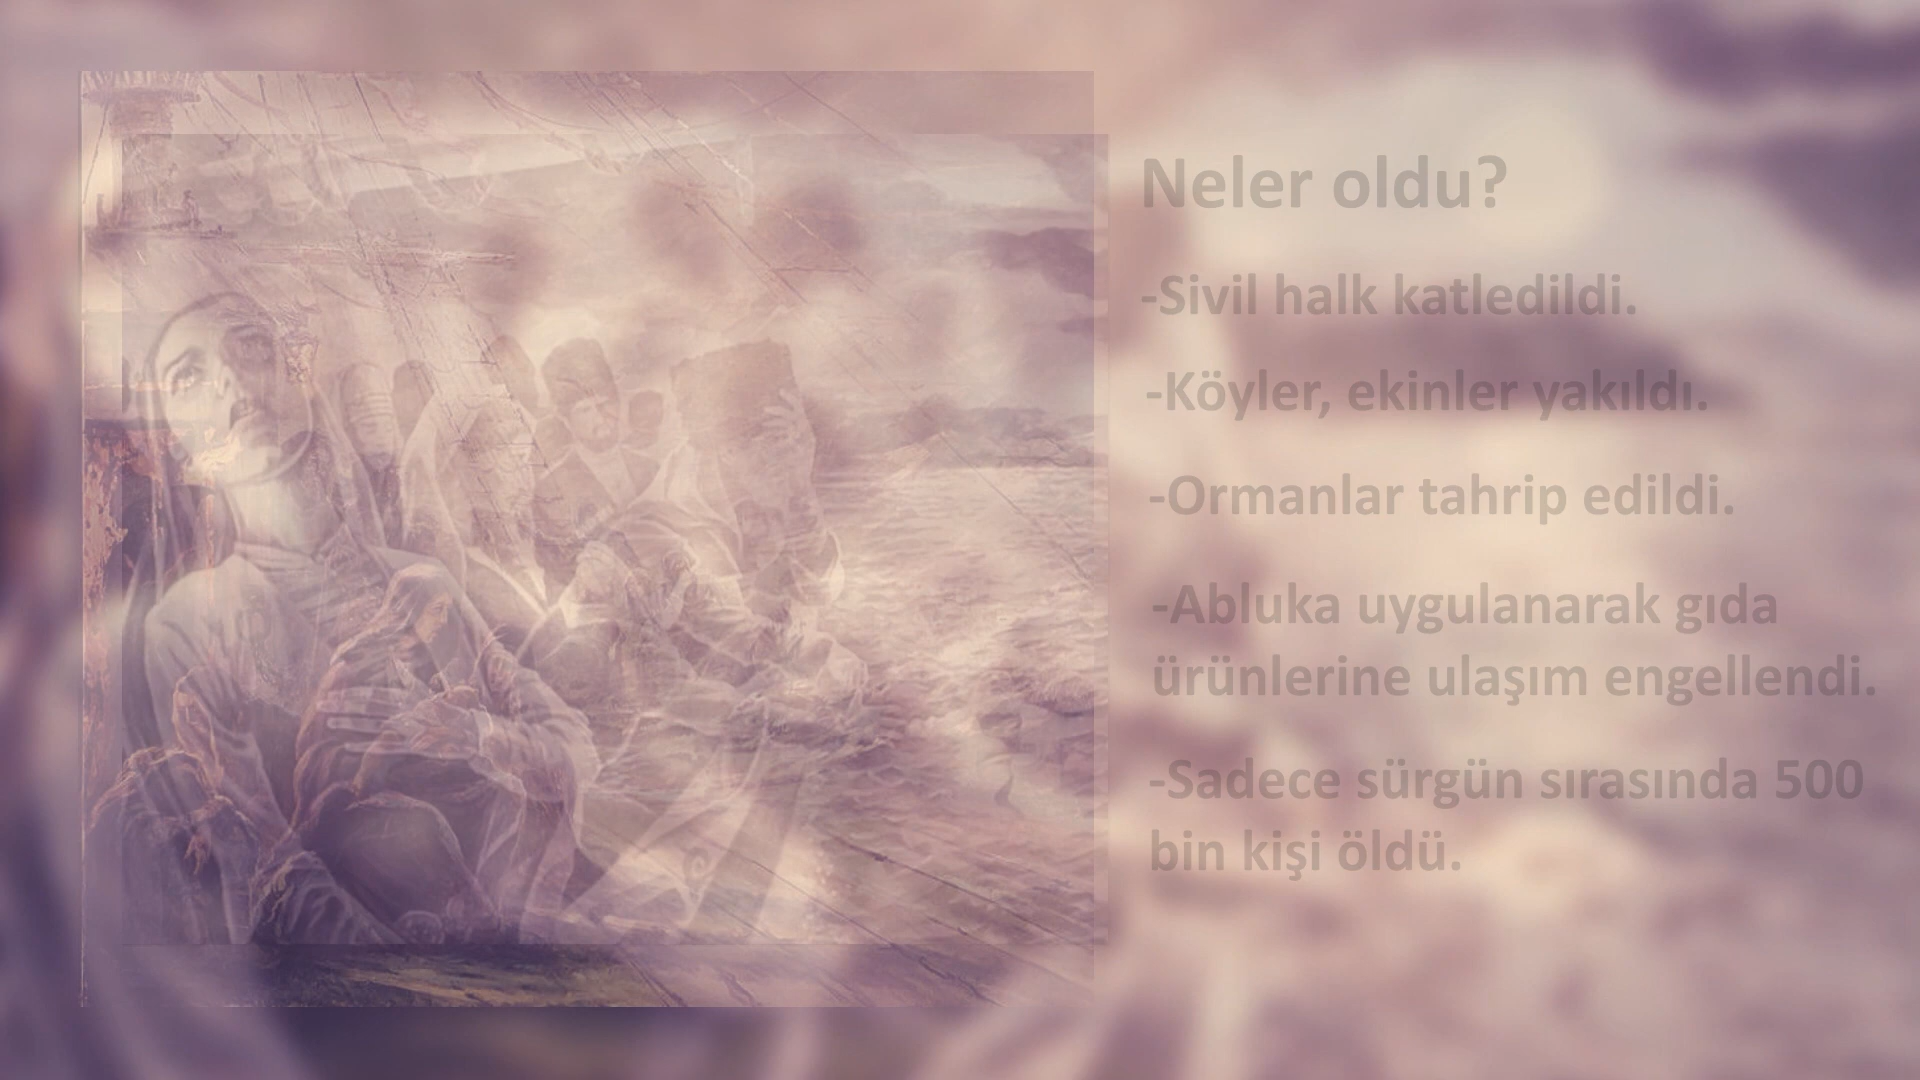 Neler oldu?
-Sivil halk katledildi.
-Köyler, ekinler yakıldı.
-Ormanlar tahrip edildi.
-Abluka uygulanarak gıda
ürünlerine ulaşım engellendi.
-Sadece sürgün sırasında 500
bin kişi öldü.